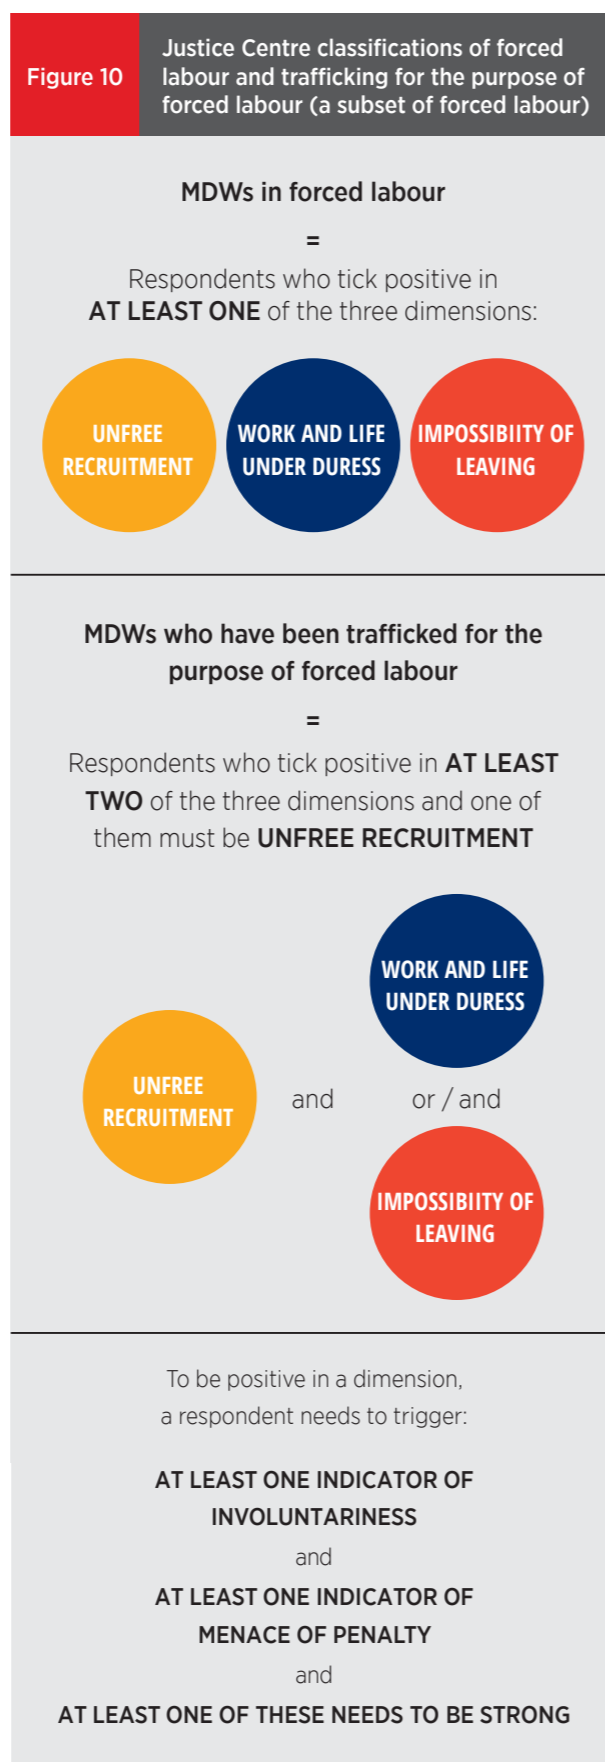 Figure 10
Justice Centre classifications of forced
labour and trafficking for the purpose of
forced labour (a subset of forced labour)
MDWs in forced labour
=
Respondents who tick positive in
AT LEAST ONE of the three dimensions:
UNFREE
RECRUITMENT
WORK AND LIFE
UNDER DURESS
IMPOSSIBIITY OF
LEAVING
MDWs who have been trafficked for the
purpose of forced labour
=
Respondents who tick positive in AT LEAST
TWO of the three dimensions and one of
them must be UNFREE RECRUITMENT
WORK AND LIFE
UNDER DURESS
UNFREE
RECRUITMENT
and
or / and
IMPOSSIBIITY OF
LEAVING
To be positive in a dimension,
a respondent needs to trigger:
AT LEAST ONE INDICATOR OF
INVOLUNTARINESS
and
AT LEAST ONE INDICATOR OF
MENACE OF PENALTY
and
AT LEAST ONE OF THESE NEEDS TO BE STRONG